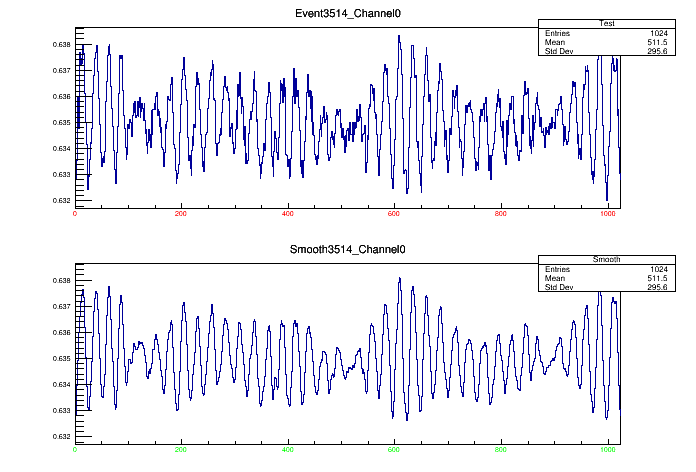 Event3514_Channel0
Test
Entries 1024
Mean 511.5
Std Dev 295.6
0.638
0.637
0.636
0.635
0.634
0.633
0.632
0 200 400 600 800 1000
Smooth3514_Channel0
Smooth
Entries 1024
Mean 511.5
Std Dev 295.6
0.638
0.637
0.636
0.635
0.634
0.633
0.632
0 200 400 600 800 1000